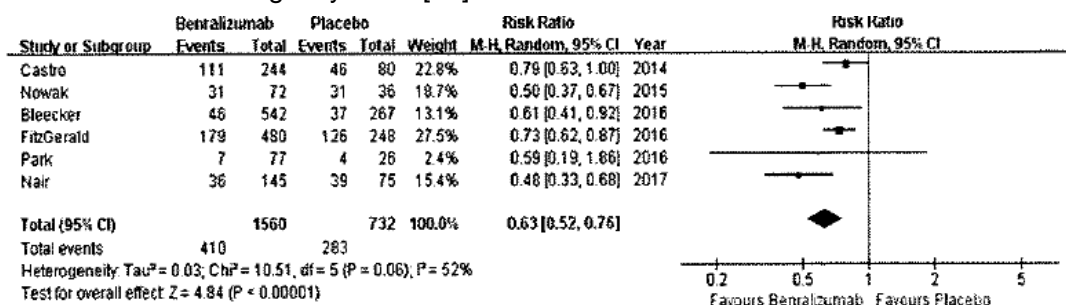 Benralizumab Placebo Risk Ratio Risk Ratio
Study or Subgroup Events Total Events Total Weight M-H, Random, 95% CI Year M-H, Random, 95% CI
Castro 111 244 46 80 22.8% 0.79 [0.63, 1.00] 2014
Nowak 31 72 31 36 18.7% 0.50 [0.37, 0.67] 2015
Bleecker 46 542 37 267 13.1% 0.61 [0.41, 0.92] 2016
FitzGerald 179 480 126 248 27.5% 0.73 [0.62, 0.87] 2016
Park 7 77 4 26 2.4% 0.59 [0.19, 1.86] 2016
Nair 36 145 39 75 15.4% 0.48 [0.33, 0.68] 2017
Total (95% CI) 1560 732 100.0% 0.63 [0.52, 0.76]
Total events 410 283
Heterogeneity: Tau² = 0.03; Chi² = 10.51, df = 5 (P = 0.06); I² = 52%
Test for overall effect: Z = 4.84 (P < 0.00001)
0.2 0.5 1 2 5
Favours Benralizumab Favours Placebo